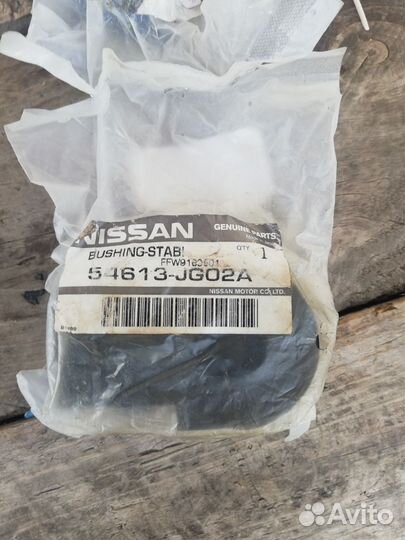 NISSAN
GENUINE PARTS
BUSHING-STABI
QTY 1
54613-JG02A
NISSAN MOTOR CO., LTD.
Avito